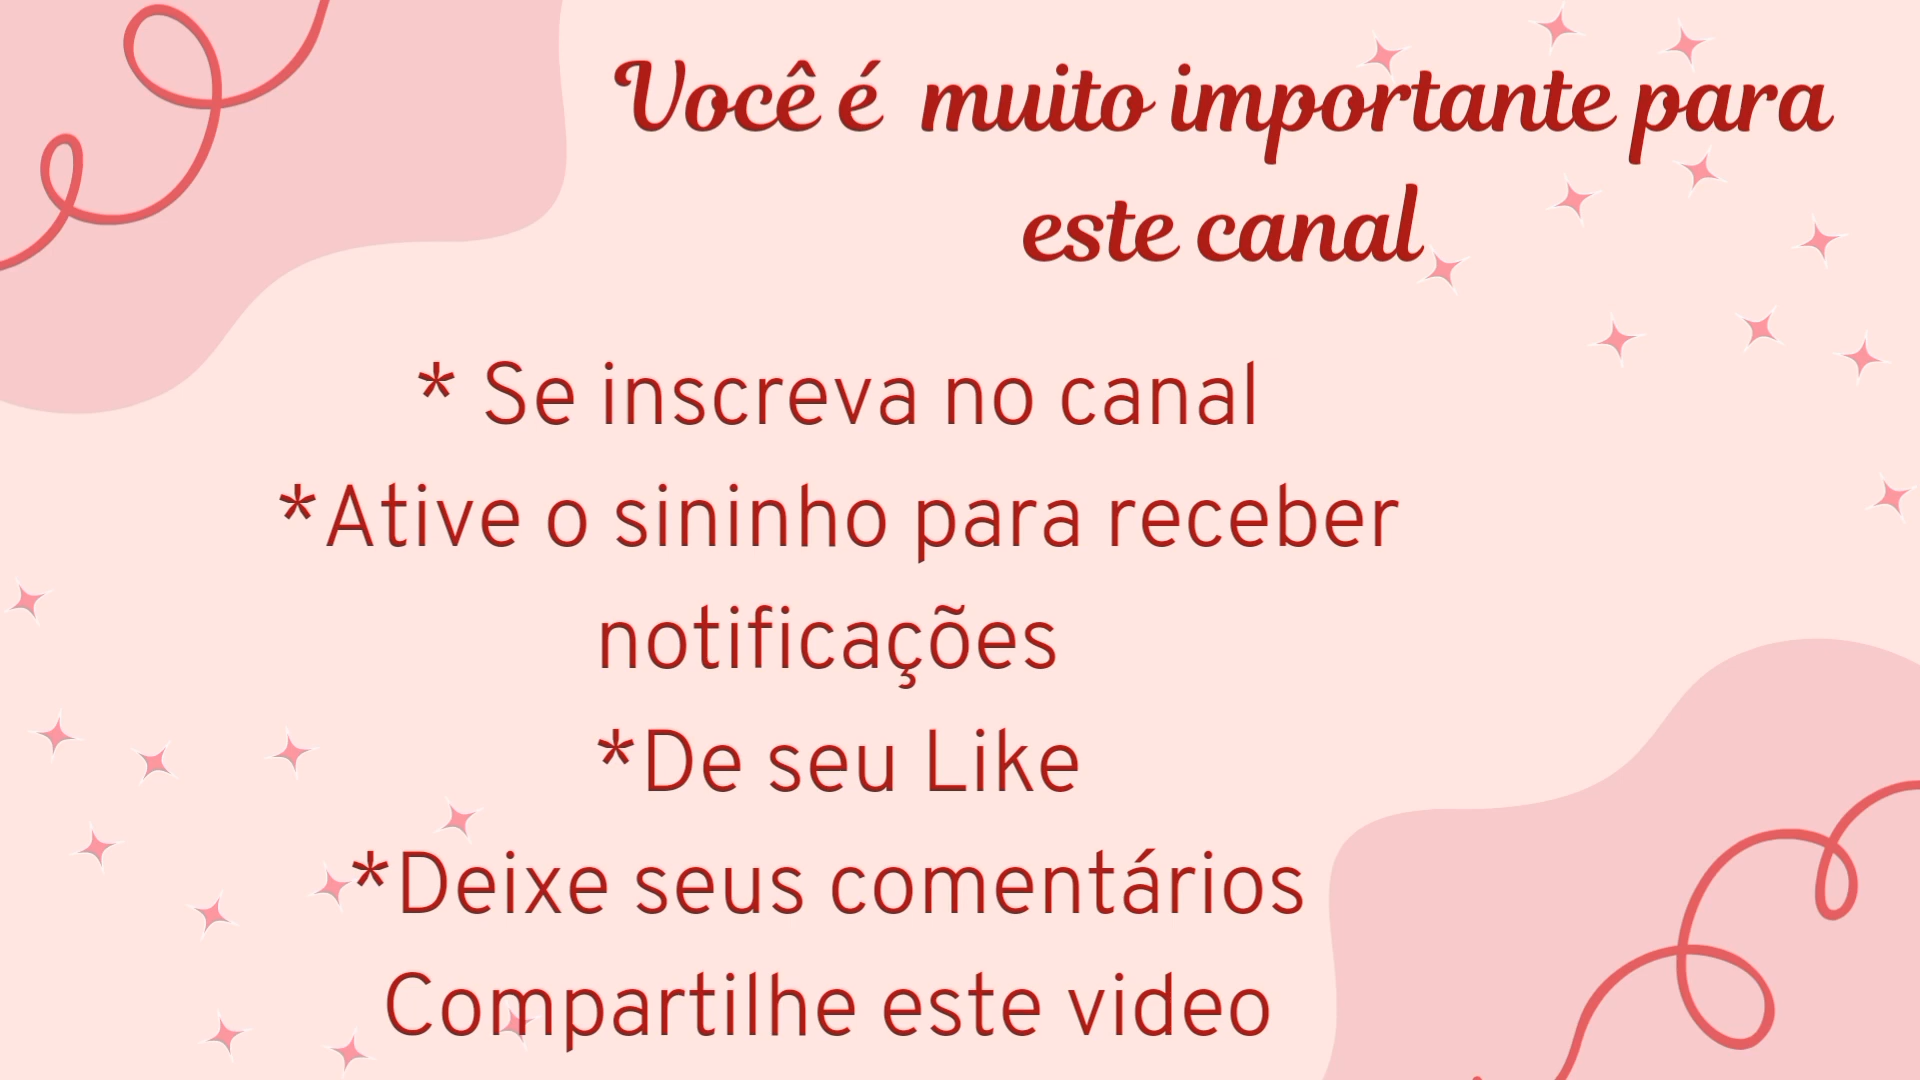 Você é muito importante para
este canal
* Se inscreva no canal
*Ative o sininho para receber
notificações
*De seu Like
*Deixe seus comentários
Compartilhe este video